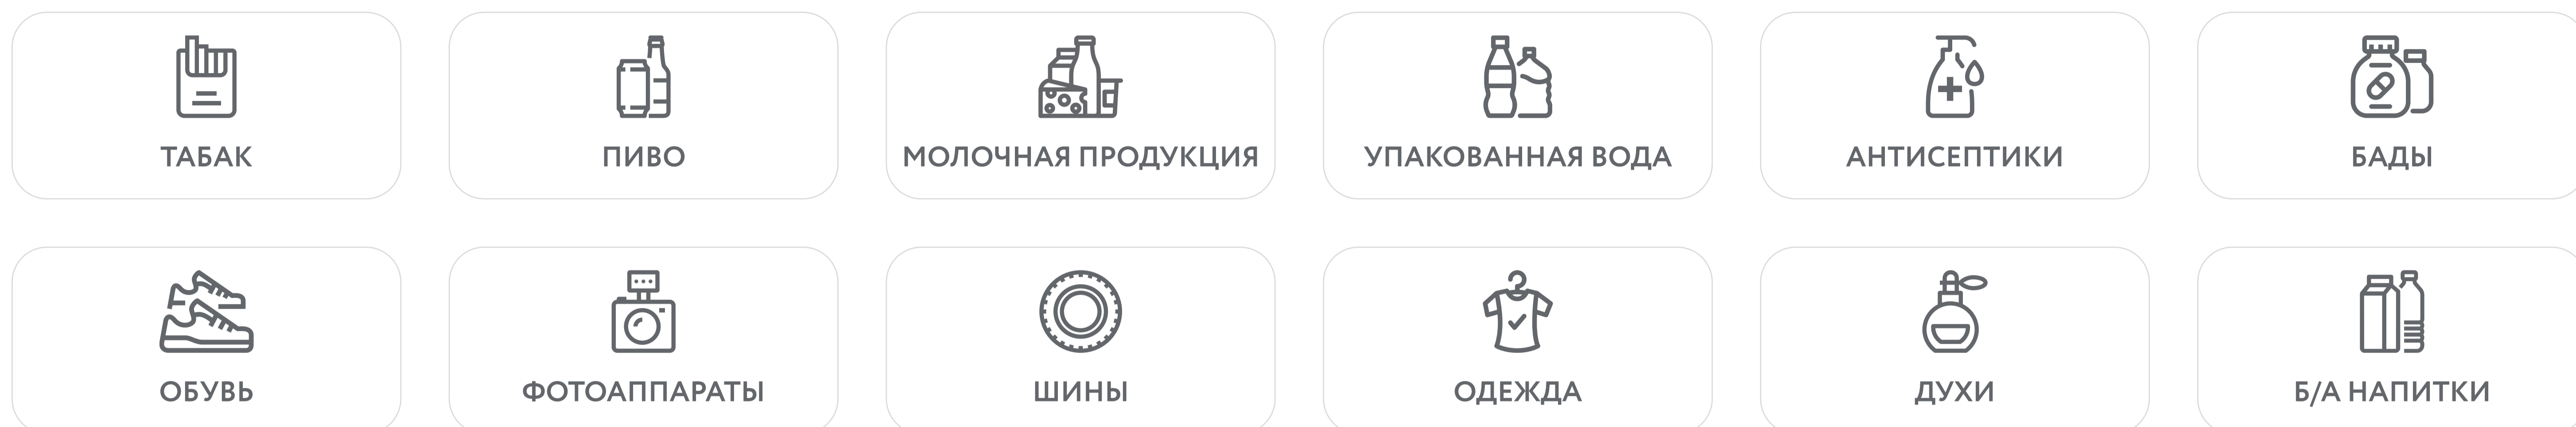 ТАБАК
ПИВО
МОЛОЧНАЯ ПРОДУКЦИЯ
УПАКОВАННАЯ ВОДА
АНТИСЕПТИКИ
БАДЫ
ОБУВЬ
ФОТОАППАРАТЫ
ШИНЫ
ОДЕЖДА
ДУХИ
Б/А НАПИТКИ